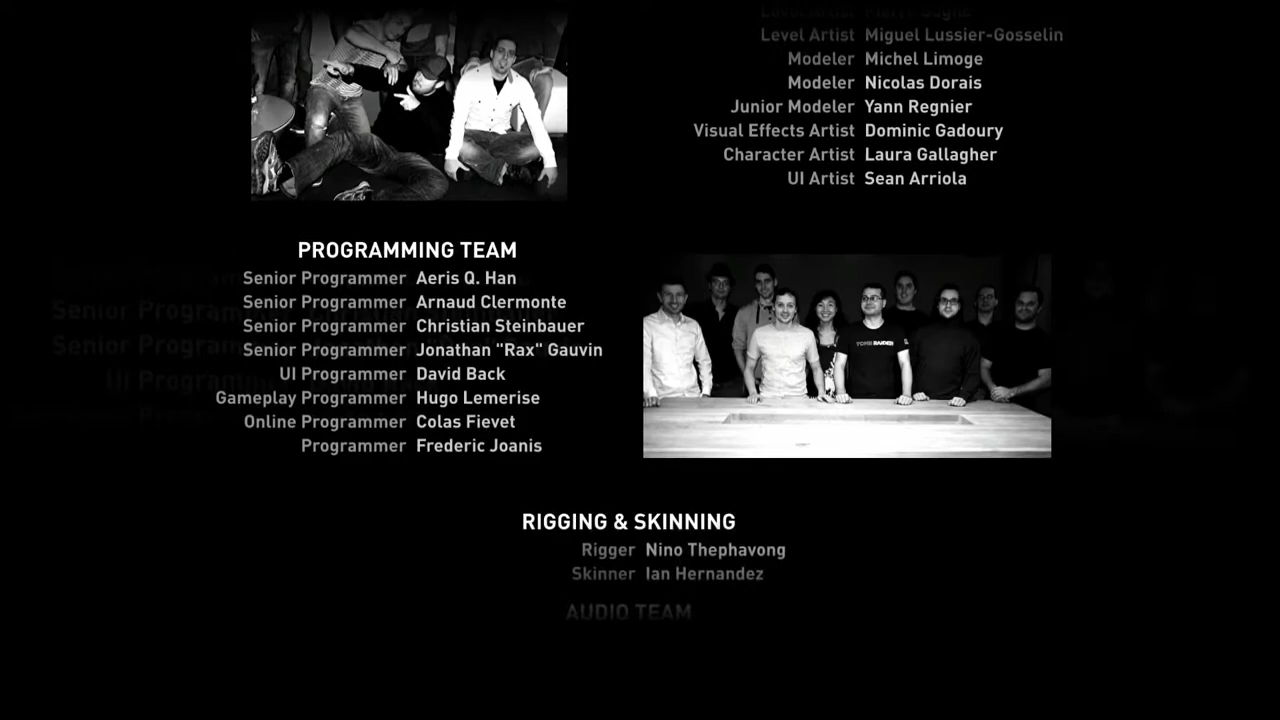 Level Artist Miguel Lussier-Gosselin
Modeler Michel Limoge
Modeler Nicolas Dorais
Junior Modeler Yann Regnier
Visual Effects Artist Dominic Gadoury
Character Artist Laura Gallagher
UI Artist Sean Arriola
PROGRAMMING TEAM
Senior Programmer Aeris Q. Han
Senior Programmer Arnaud Clermonte
Senior Programmer Christian Steinbauer
Senior Programmer Jonathan "Rax" Gauvin
UI Programmer David Back
Gameplay Programmer Hugo Lemerise
Online Programmer Colas Fievet
Programmer Frederic Joanis
TOMB RAIDER
RIGGING & SKINNING
Rigger Nino Thephavong
Skinner Ian Hernandez
AUDIO TEAM